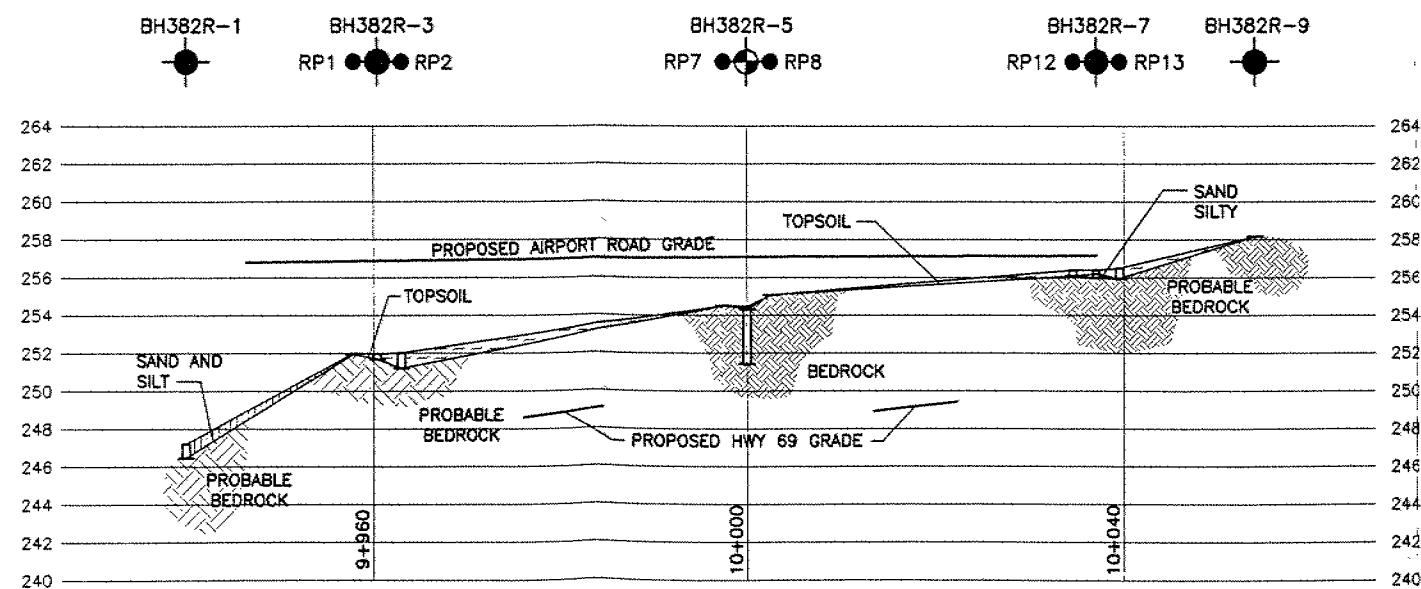 BH382R-1
BH382R-3
BH382R-5
BH382R-7
BH382R-9
RP1
RP2
RP7
RP8
RP12
RP13
264
264
262
262
260
260
258
258
256
256
254
254
252
252
250
250
248
248
246
246
244
244
242
242
240
240
SAND
SILTY
TOPSOIL
PROPOSED AIRPORT ROAD GRADE
TOPSOIL
PROBABLE
BEDROCK
SAND AND
SILT
BEDROCK
PROBABLE
BEDROCK
PROPOSED HWY 69 GRADE
PROBABLE
BEDROCK
9+960
10+000
10+040